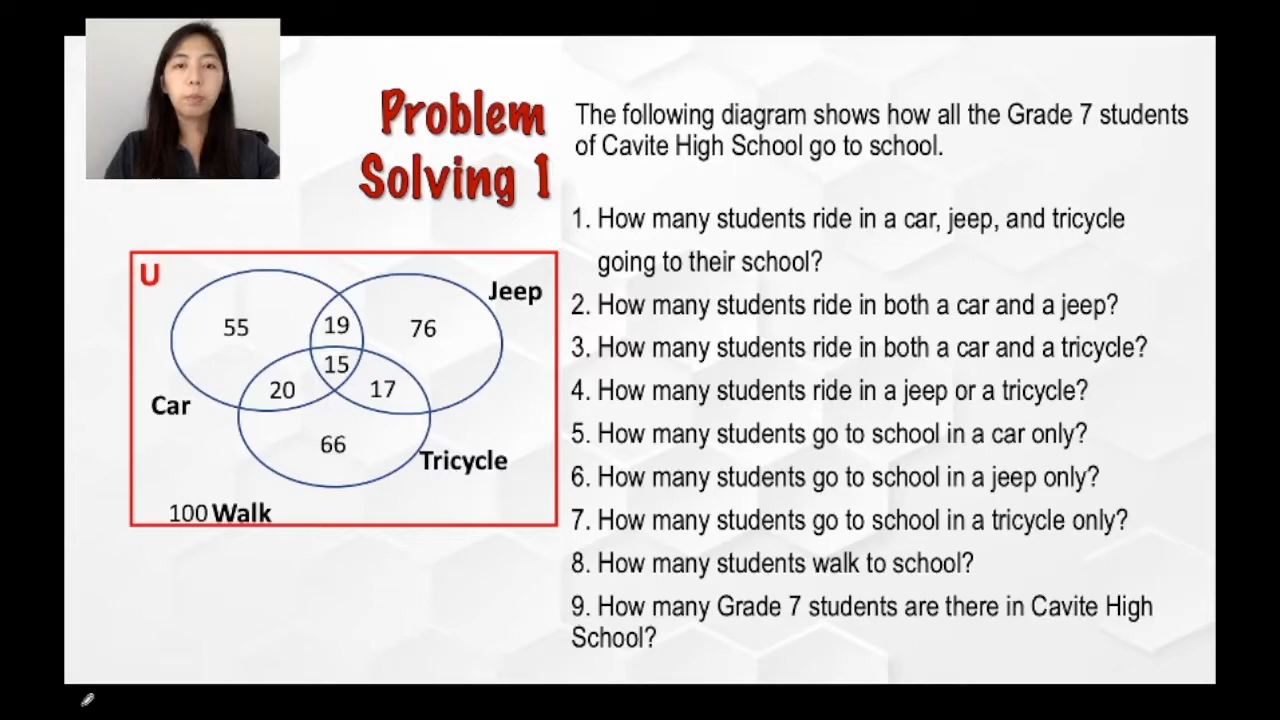 Problem
Solving 1
The following diagram shows how all the Grade 7 students
of Cavite High School go to school.
1. How many students ride in a car, jeep, and tricycle
going to their school?
2. How many students ride in both a car and a jeep?
3. How many students ride in both a car and a tricycle?
4. How many students ride in a jeep or a tricycle?
5. How many students go to school in a car only?
6. How many students go to school in a jeep only?
7. How many students go to school in a tricycle only?
8. How many students walk to school?
9. How many Grade 7 students are there in Cavite High
School?
U
Jeep
55 19 76
15
20 17
Car
66
Tricycle
100 Walk